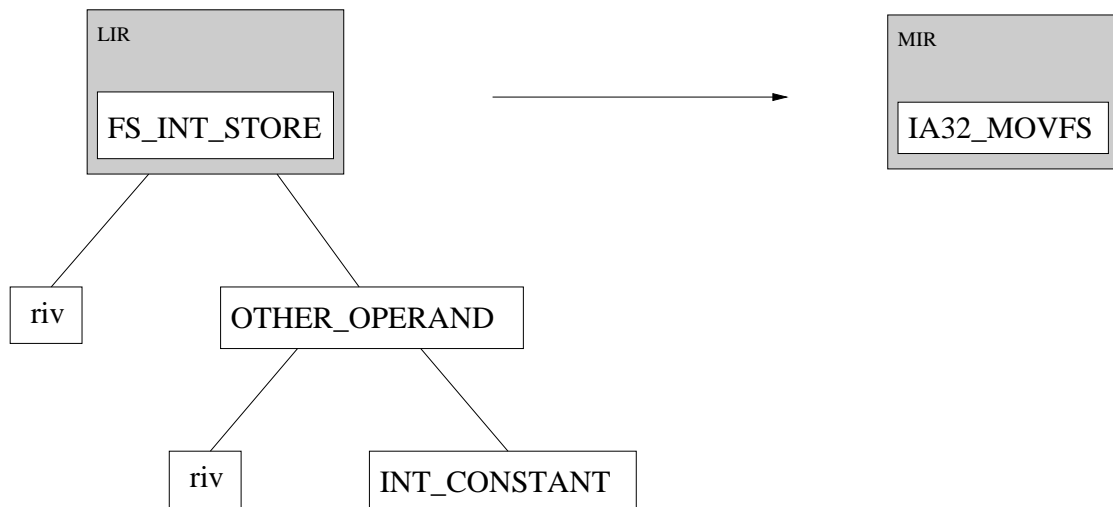 LIR
FS_INT_STORE
MIR
IA32_MOVFS
riv
OTHER_OPERAND
riv
INT_CONSTANT